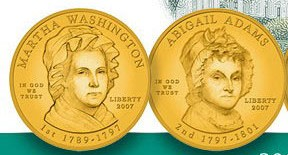 MARTHA WASHINGTON
IN GOD
WE
TRUST
LIBERTY
2007
1st 1789-1797
ABIGAIL ADAMS
IN GOD
WE
TRUST
LIBERTY
2007
2nd 1797-1801